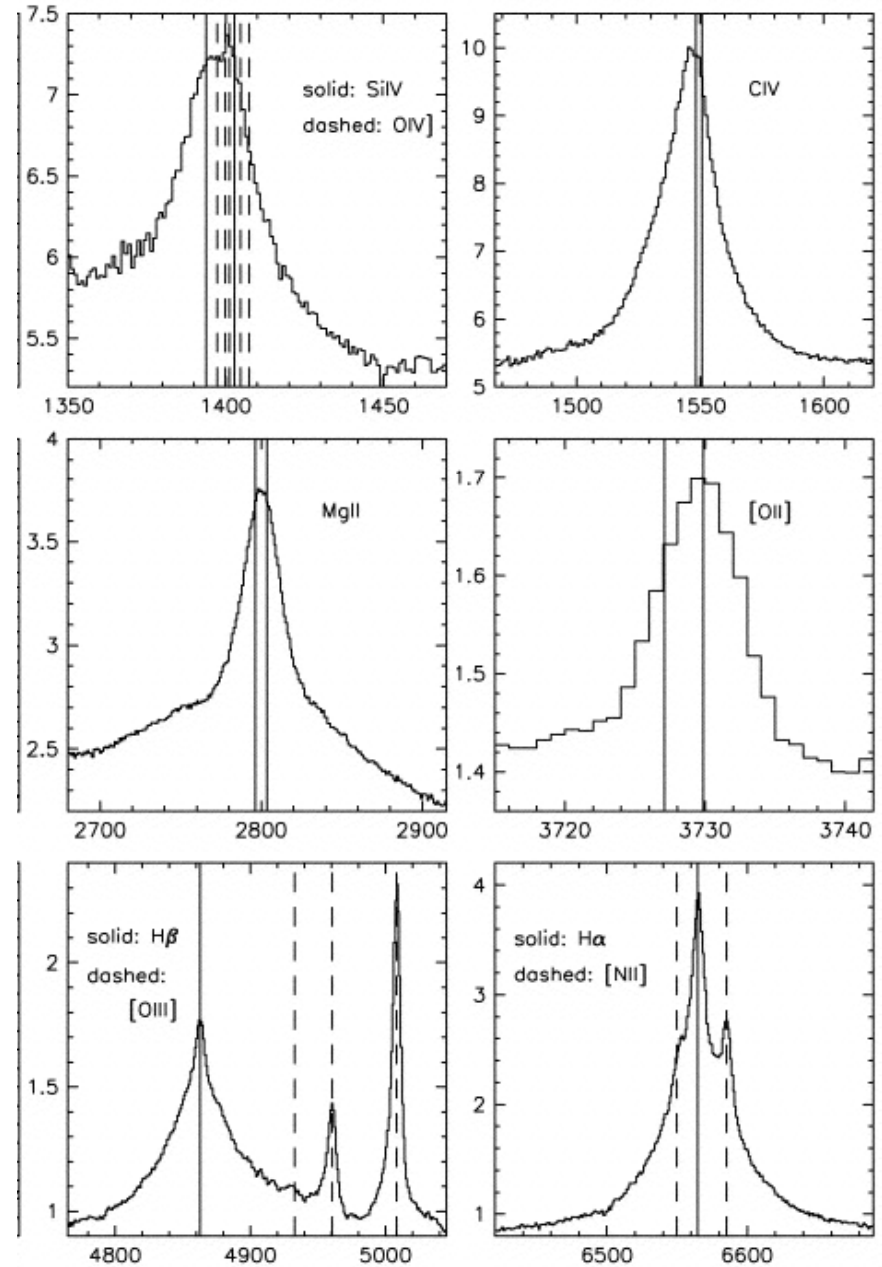 7.5
7
6.5
6
5.5
solid: SiIV
dashed: OIV]
1350 1400 1450
10
9
8
7
6
5
CIV
1500 1550 1600
4
3.5
3
2.5
MgII
2700 2800 2900
1.7
1.6
1.5
1.4
[OII]
3720 3730 3740
2
1.5
1
solid: Hβ
dashed:
[OIII]
4800 4900 5000
4
3
2
1
solid: Hα
dashed: [NII]
6500 6600